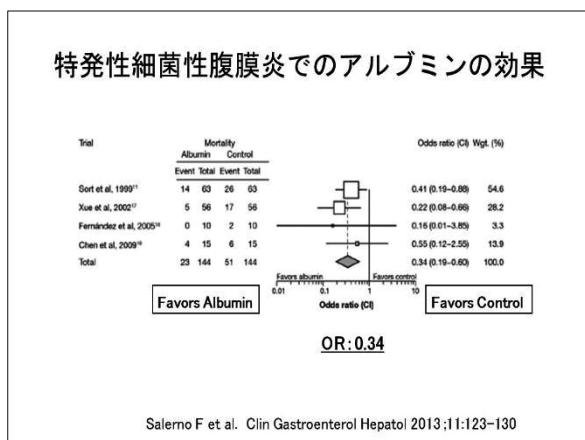 特発性細菌性腹膜炎でのアルブミンの効果
Trial Mortality Odds ratio (CI) Wgt. (%)
Albumin Control
Event Total Event Total
Sort et al, 1999¹¹ 14 63 26 63 0.41 (0.19-0.88) 54.6
Xue et al, 2002¹⁷ 5 56 17 56 0.22 (0.08-0.66) 28.2
Fernández et al, 2005¹⁸ 0 10 2 10 0.16 (0.01-3.85) 3.3
Chen et al, 2009¹⁹ 4 15 6 15 0.55 (0.12-2.55) 13.9
Total 23 144 51 144 0.34 (0.19-0.60) 100.0
Favors albumin Favors control
0.01 0.1 1 10
Odds ratio (CI)
Favors Albumin Favors Control
OR:0.34
Salerno F et al. Clin Gastroenterol Hepatol 2013;11:123-130